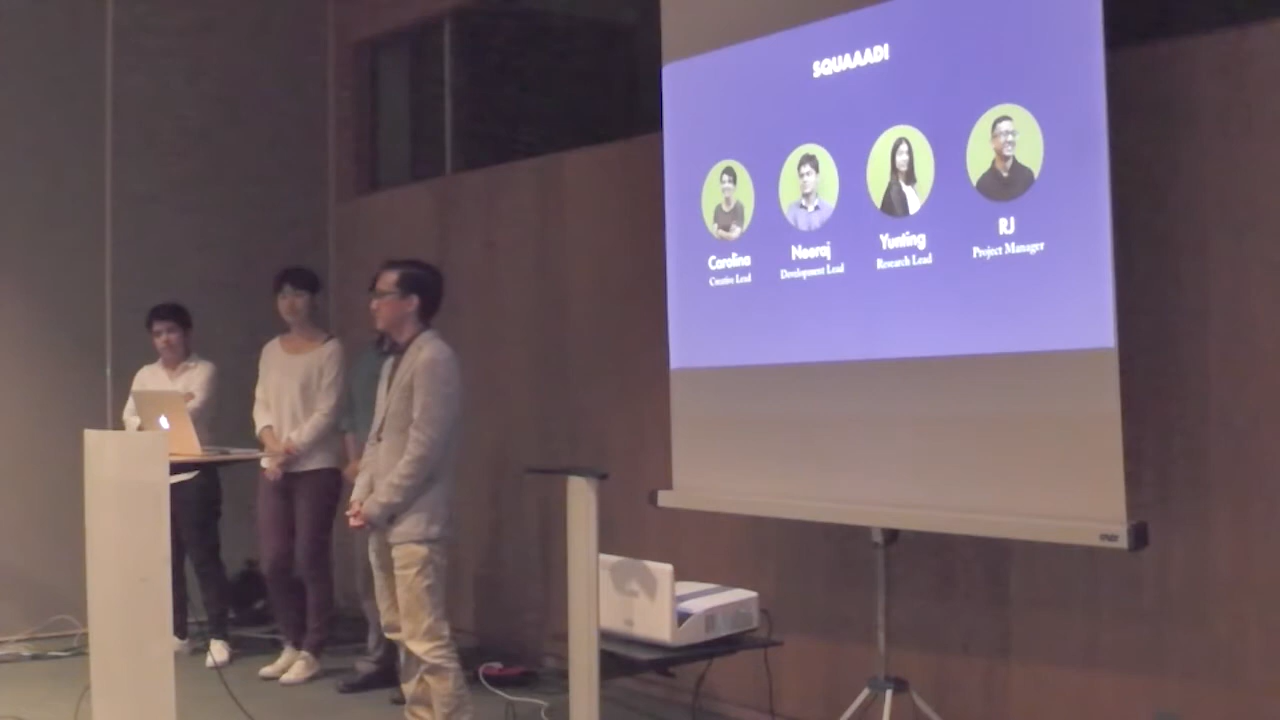 SQUAAAD!
Carolina
Creative Lead
Neeraj
Development Lead
Yunting
Research Lead
RJ
Project Manager